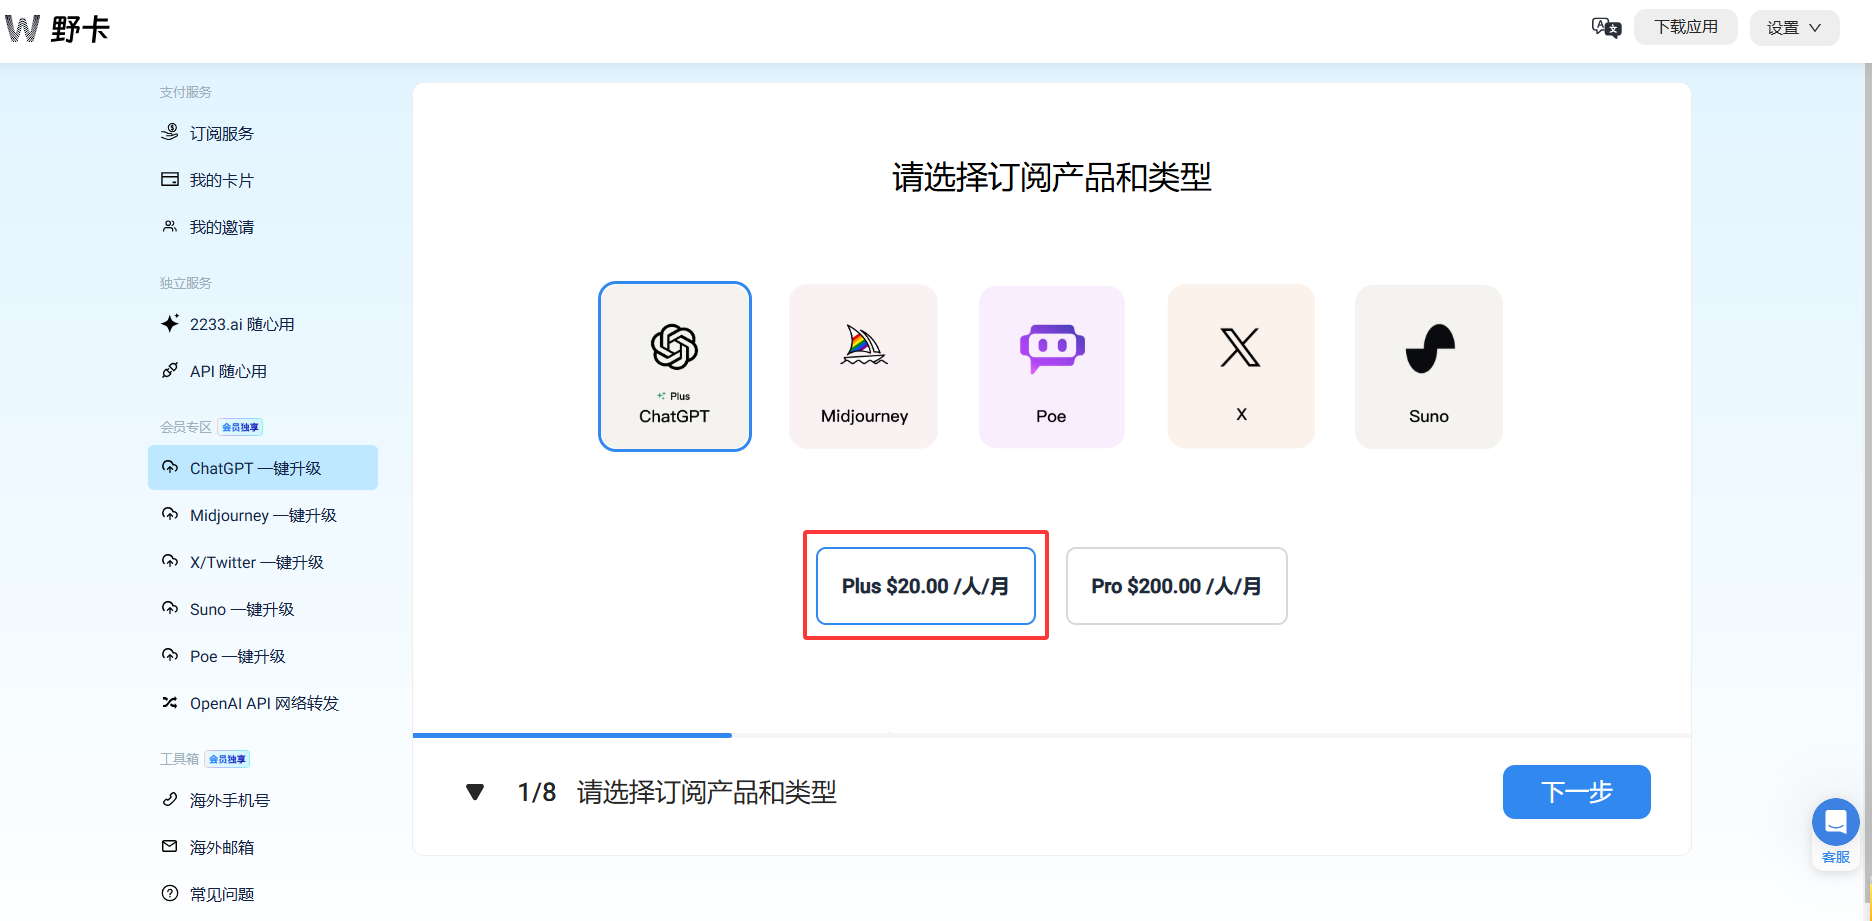 W 野卡
下载应用
设置
支付服务
订阅服务
我的卡片
我的邀请
独立服务
2233.ai 随心用
API 随心用
会员专区 会员独享
ChatGPT 一键升级
Midjourney 一键升级
X/Twitter 一键升级
Suno 一键升级
Poe 一键升级
OpenAI API 网络转发
工具箱 会员独享
海外手机号
海外邮箱
常见问题
请选择订阅产品和类型
Plus
ChatGPT
Midjourney
Poe
X
Suno
Plus $20.00 /人/月
Pro $200.00 /人/月
1/8 请选择订阅产品和类型
下一步
客服